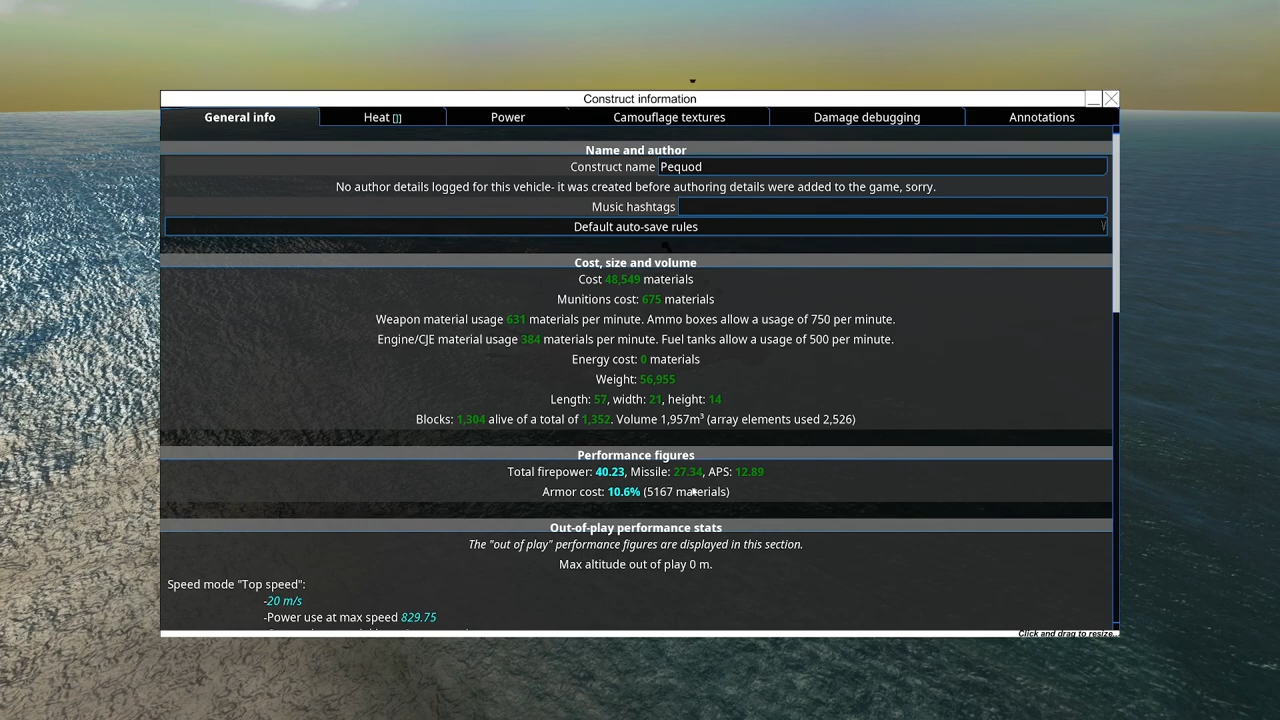 Construct information
General info Heat [] Power Camouflage textures Damage debugging Annotations
Name and author
Construct name Pequod
No author details logged for this vehicle- it was created before authoring details were added to the game, sorry.
Music hashtags
Default auto-save rules
Cost, size and volume
Cost 48,549 materials
Munitions cost: 675 materials
Weapon material usage 631 materials per minute. Ammo boxes allow a usage of 750 per minute.
Engine/CJE material usage 384 materials per minute. Fuel tanks allow a usage of 500 per minute.
Energy cost: 0 materials
Weight: 56,955
Length: 57, width: 21, height: 14
Blocks: 1,304 alive of a total of 1,352. Volume 1,957m³ (array elements used 2,526)
Performance figures
Total firepower: 40.23, Missile: 27.34, APS: 12.89
Armor cost: 10.6% (5167 materials)
Out-of-play performance stats
The "out of play" performance figures are displayed in this section.
Max altitude out of play 0 m.
Speed mode "Top speed":
-20 m/s
-Power use at max speed 829.75
Click and drag to resize..